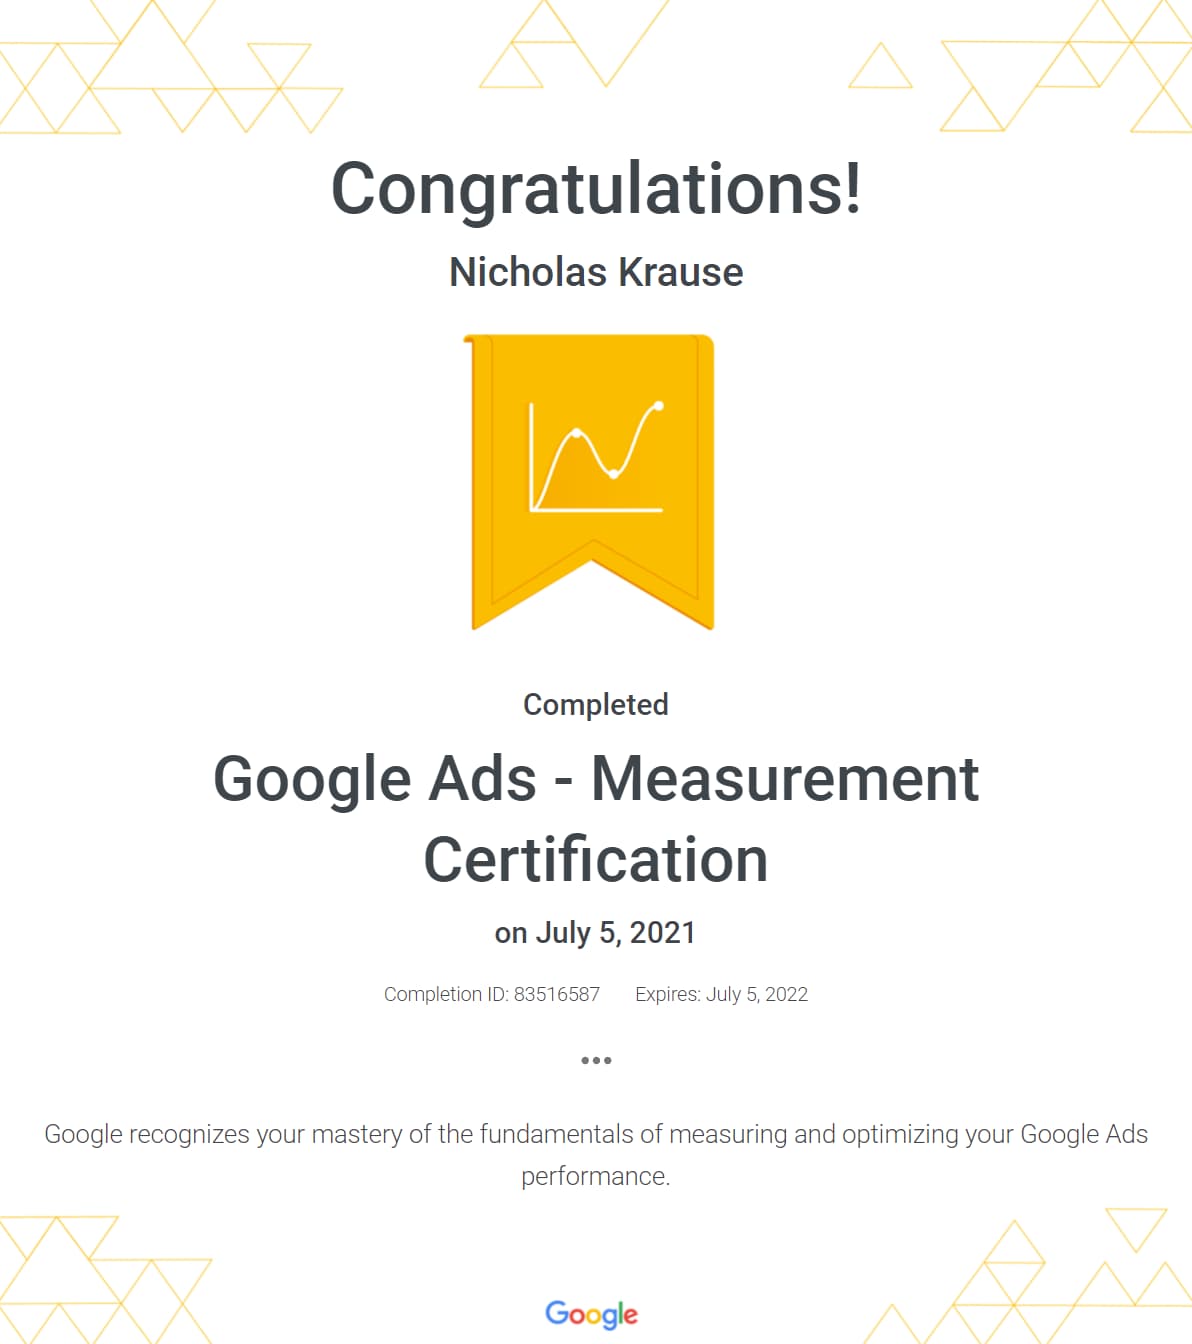 Congratulations!
Nicholas Krause
Completed
Google Ads - Measurement
Certification
on July 5, 2021
Completion ID: 83516587 Expires: July 5, 2022
•••
Google recognizes your mastery of the fundamentals of measuring and optimizing your Google Ads
performance.
Google